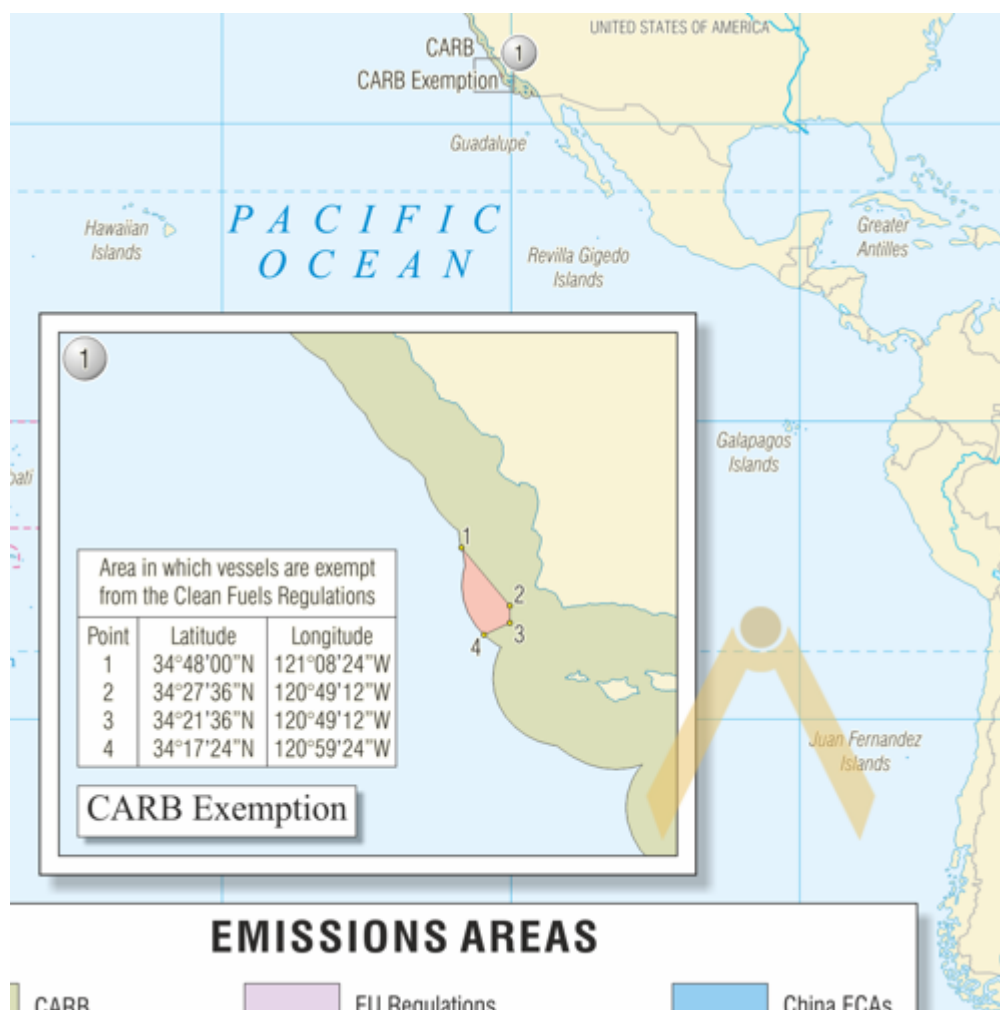 UNITED STATES OF AMERICA
CARB
1
CARB Exemption
Guadalupe
PACIFIC
OCEAN
Hawaiian
Islands
Revilla Gigedo
Islands
Greater
Antilles
1
Galapagos
Islands
1
2
3
4
Area in which vessels are exempt
from the Clean Fuels Regulations
Point Latitude Longitude
1 34°48'00"N 121°08'24"W
2 34°27'36"N 120°49'12"W
3 34°21'36"N 120°49'12"W
4 34°17'24"N 120°59'24"W
CARB Exemption
Juan Fernandez
Islands
EMISSIONS AREAS
CARB EU Regulations China ECAs